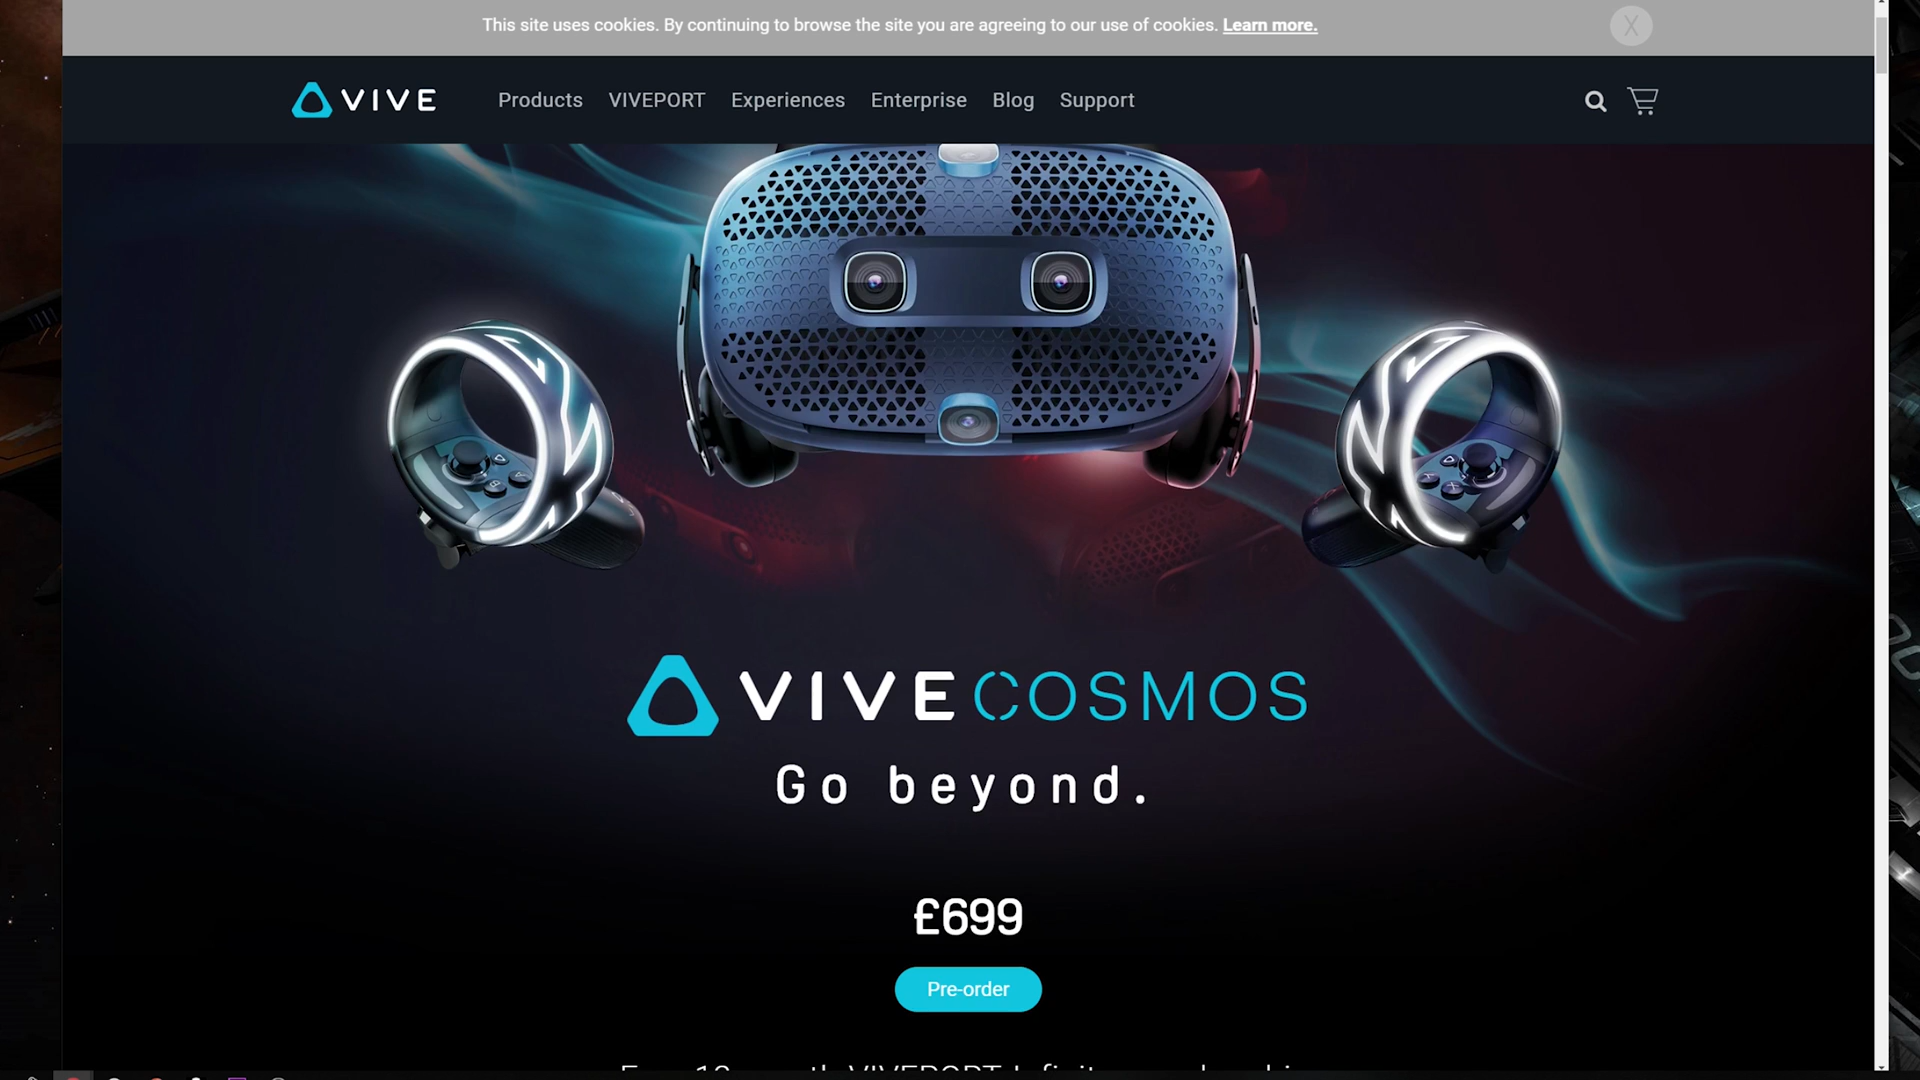 This site uses cookies. By continuing to browse the site you are agreeing to our use of cookies. Learn more.
X
VIVE
Products VIVEPORT Experiences Enterprise Blog Support
VIVE COSMOS
Go beyond.
£699
Pre-order